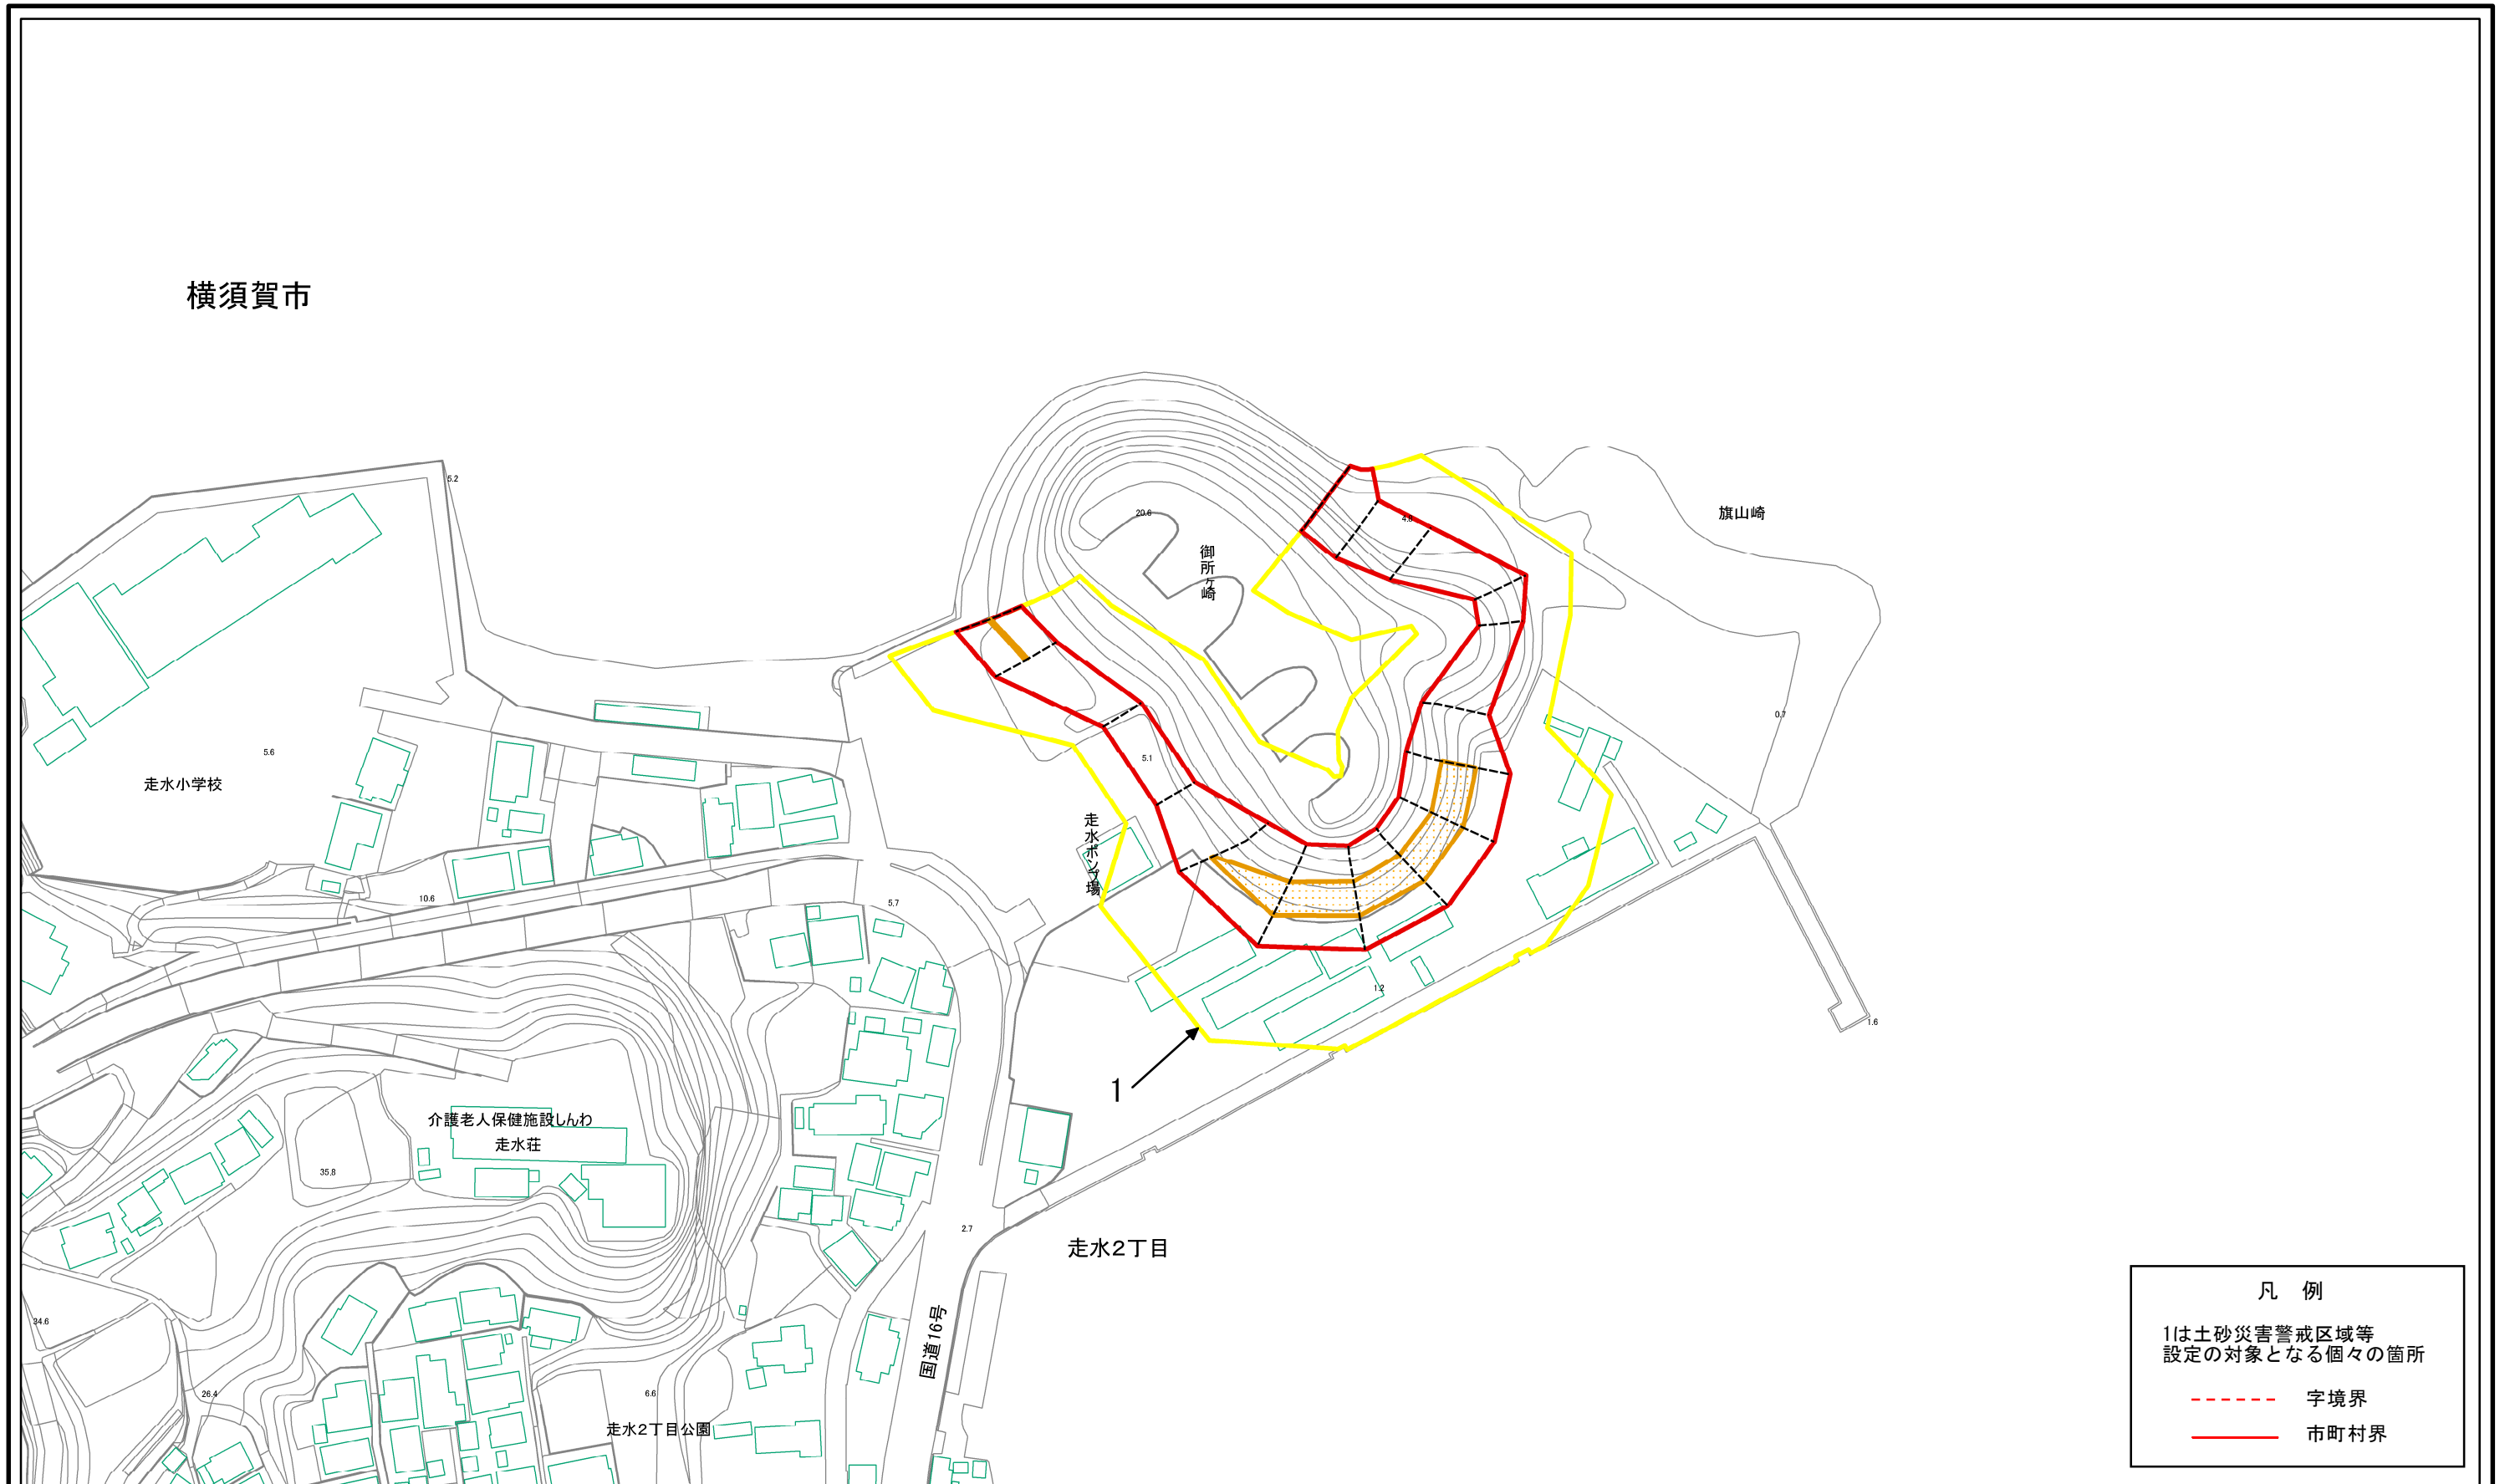 横須賀市
5.2
20.6
4.8
旗山崎
御所ヶ崎
0.7
5.6
走水小学校
5.1
走水ポンプ場
10.6
5.7
1.2
1.6
1
介護老人保健施設しんわ
走水荘
35.8
2.7
走水2丁目
34.6
国道16号
26.4
6.6
走水2丁目公園
凡 例
1は土砂災害警戒区域等
設定の対象となる個々の箇所
字境界
市町村界